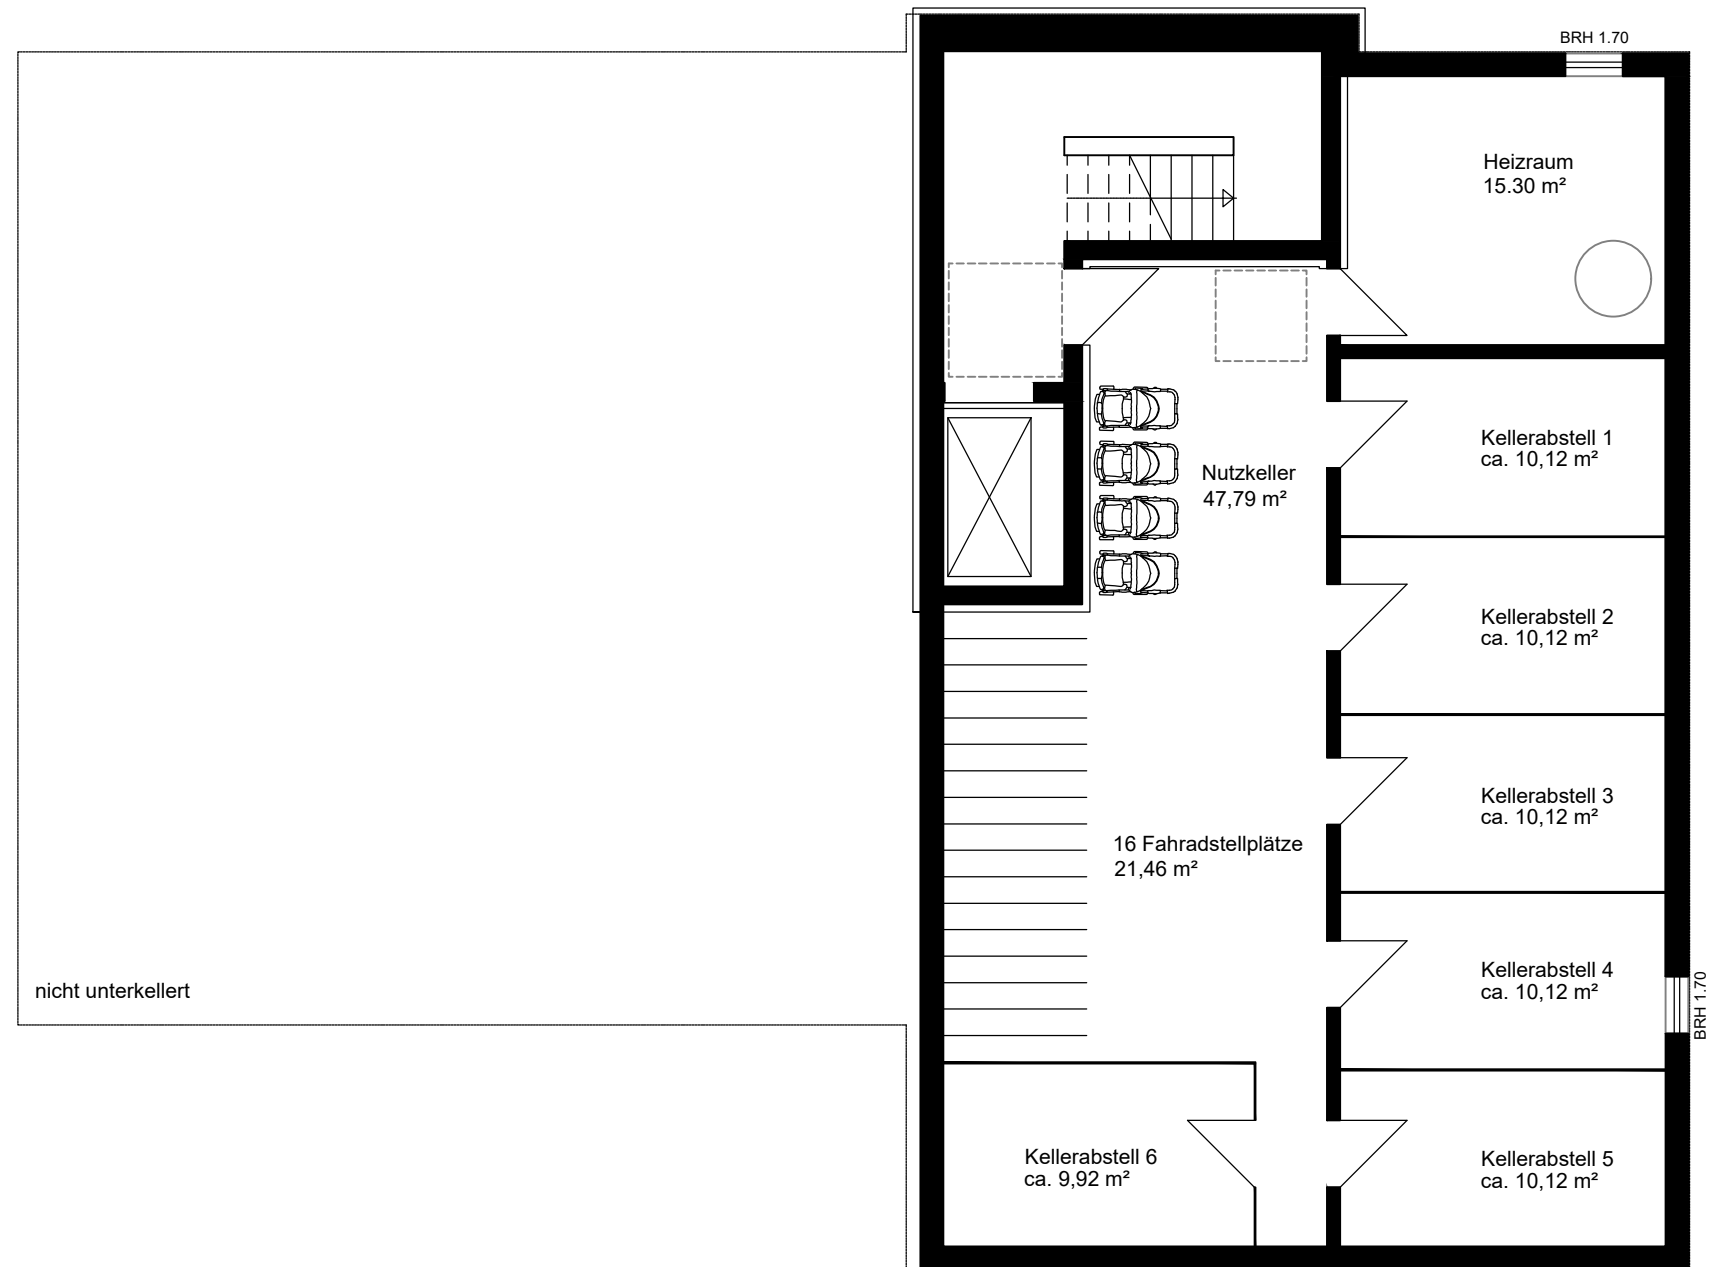 BRH 1.70
Heizraum
15.30 m²
Kellerabstell 1
ca. 10,12 m²
Nutzkeller
47,79 m²
Kellerabstell 2
ca. 10,12 m²
Kellerabstell 3
ca. 10,12 m²
16 Fahradstellplätze
21,46 m²
Kellerabstell 4
ca. 10,12 m²
nicht unterkellert
BRH 1.70
Kellerabstell 6
ca. 9,92 m²
Kellerabstell 5
ca. 10,12 m²